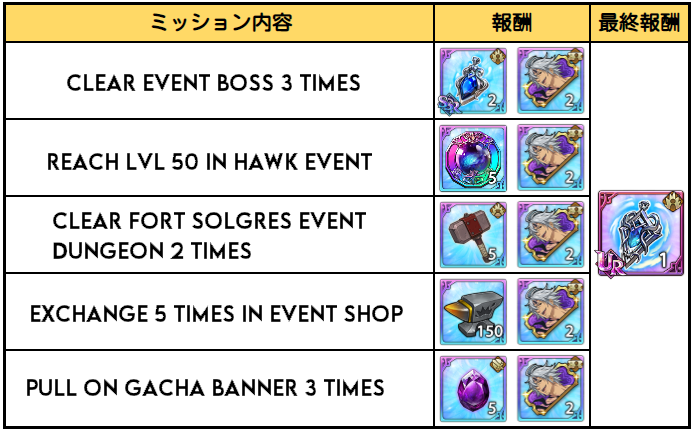 ミッション内容 報酬 最終報酬
CLEAR EVENT BOSS 3 TIMES
SR 2 2
REACH LVL 50 IN HAWK EVENT
5 2
CLEAR FORT SOLGRES EVENT
DUNGEON 2 TIMES
5 2
UR 1
EXCHANGE 5 TIMES IN EVENT SHOP
150 2
PULL ON GACHA BANNER 3 TIMES
5 2